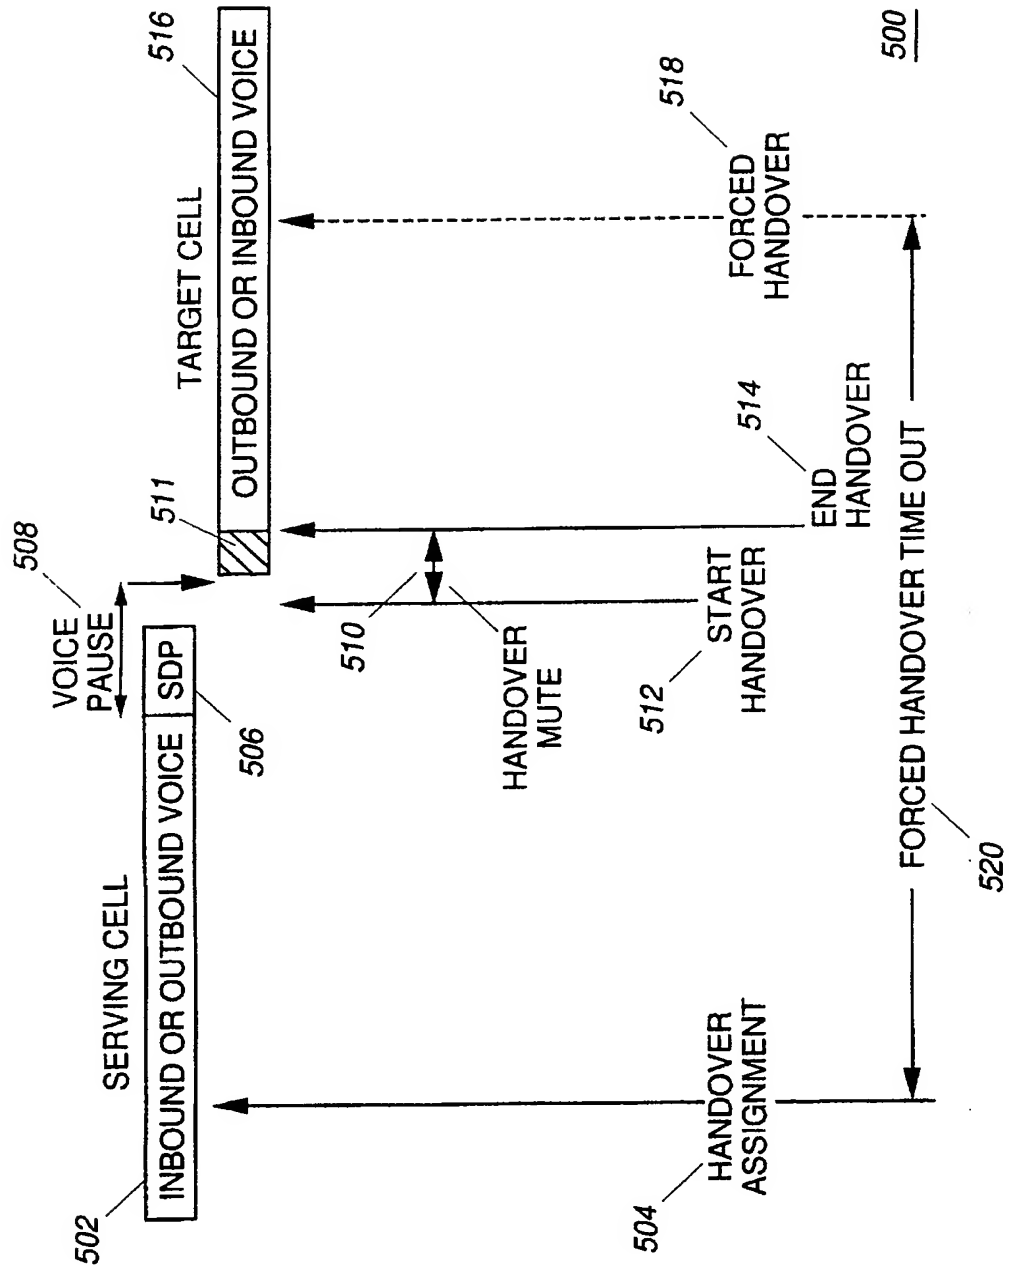 502
SERVING CELL
INBOUND OR OUTBOUND VOICE
SDP
506
VOICE
PAUSE
508
511
TARGET CELL
OUTBOUND OR INBOUND VOICE
516
510
HANDOVER
MUTE
504
HANDOVER
ASSIGNMENT
512
START
HANDOVER
514
END
HANDOVER
518
FORCED
HANDOVER
FORCED HANDOVER TIME OUT
520
500